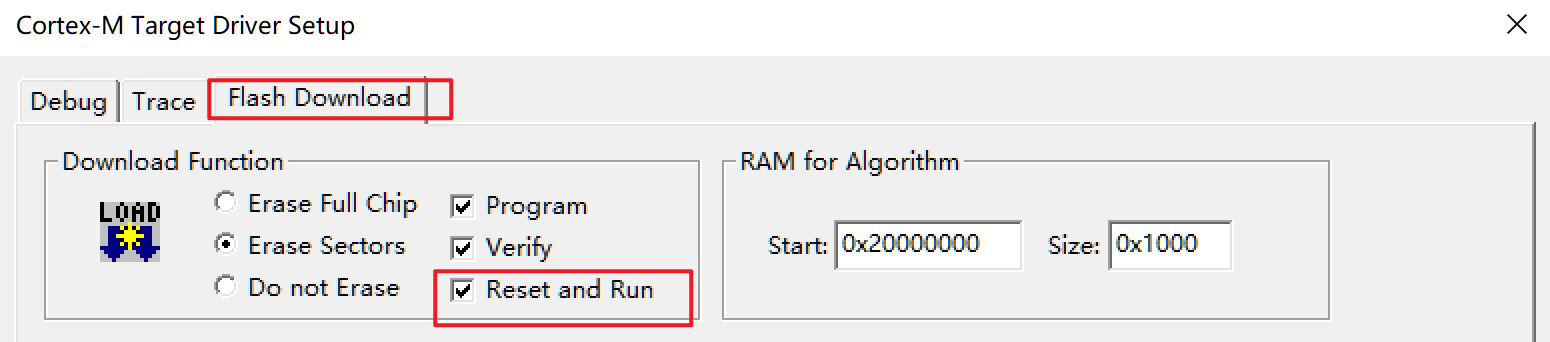 Cortex-M Target Driver Setup
Debug
Trace
Flash Download
Download Function
LOAD
Erase Full Chip
Program
Erase Sectors
Verify
Do not Erase
Reset and Run
RAM for Algorithm
Start: 0x20000000
Size: 0x1000